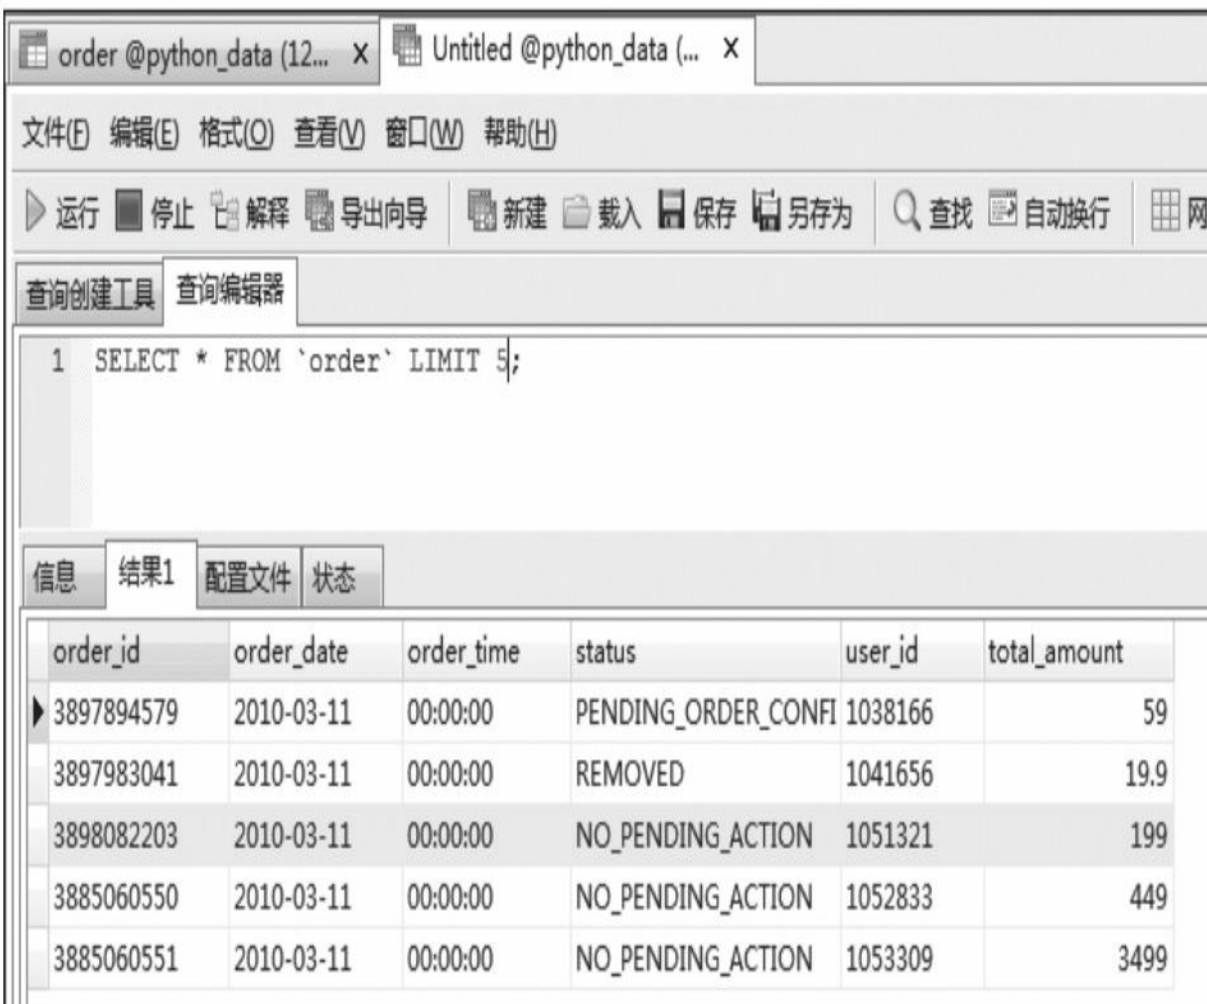 order @python_data (12... X Untitled @python_data (... X
文件(F) 编辑(E) 格式(O) 查看(V) 窗口(W) 帮助(H)
运行 停止 解释 导出向导 新建 载入 保存 另存为 查找 自动换行 网
查询创建工具 查询编辑器
1 SELECT * FROM `order` LIMIT 5;
信息 结果1 配置文件 状态
order_id order_date order_time status user_id total_amount
3897894579 2010-03-11 00:00:00 PENDING_ORDER_CONFI 1038166 59
3897983041 2010-03-11 00:00:00 REMOVED 1041656 19.9
3898082203 2010-03-11 00:00:00 NO_PENDING_ACTION 1051321 199
3885060550 2010-03-11 00:00:00 NO_PENDING_ACTION 1052833 449
3885060551 2010-03-11 00:00:00 NO_PENDING_ACTION 1053309 3499